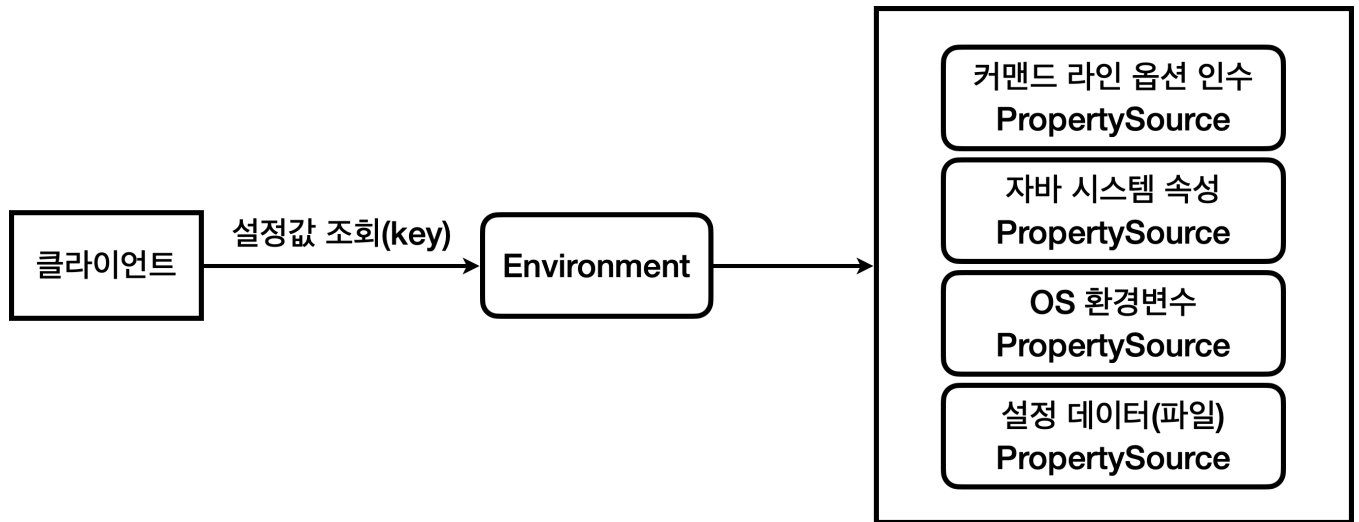 클라이언트
설정값 조회(key)
Environment
커맨드 라인 옵션 인수
PropertySource
자바 시스템 속성
PropertySource
OS 환경변수
PropertySource
설정 데이터(파일)
PropertySource